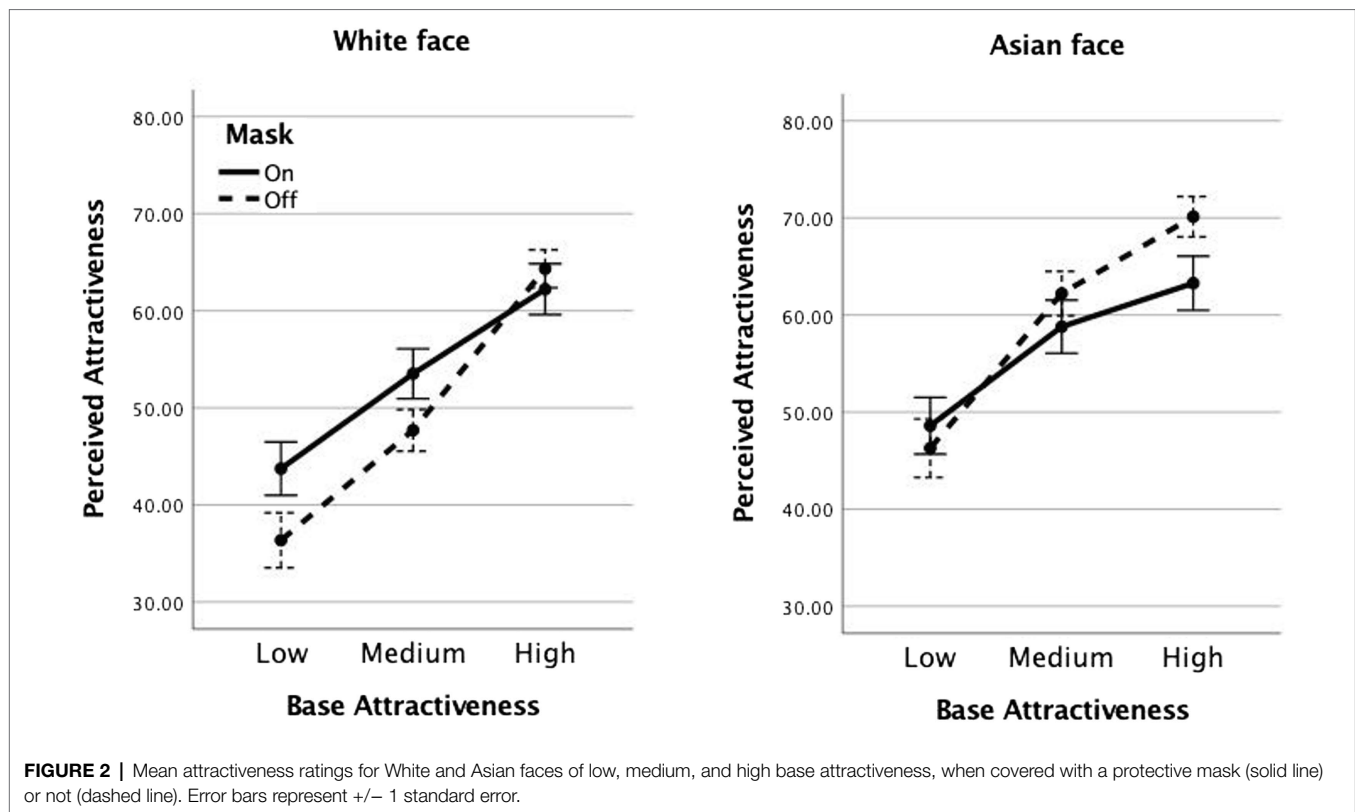 White face
80.00
70.00
60.00
50.00
40.00
30.00
Perceived Attractiveness
Mask
On
Off
Low Medium High
Base Attractiveness
Asian face
80.00
70.00
60.00
50.00
40.00
30.00
Perceived Attractiveness
Low Medium High
Base Attractiveness
FIGURE 2 | Mean attractiveness ratings for White and Asian faces of low, medium, and high base attractiveness, when covered with a protective mask (solid line)
or not (dashed line). Error bars represent +/− 1 standard error.